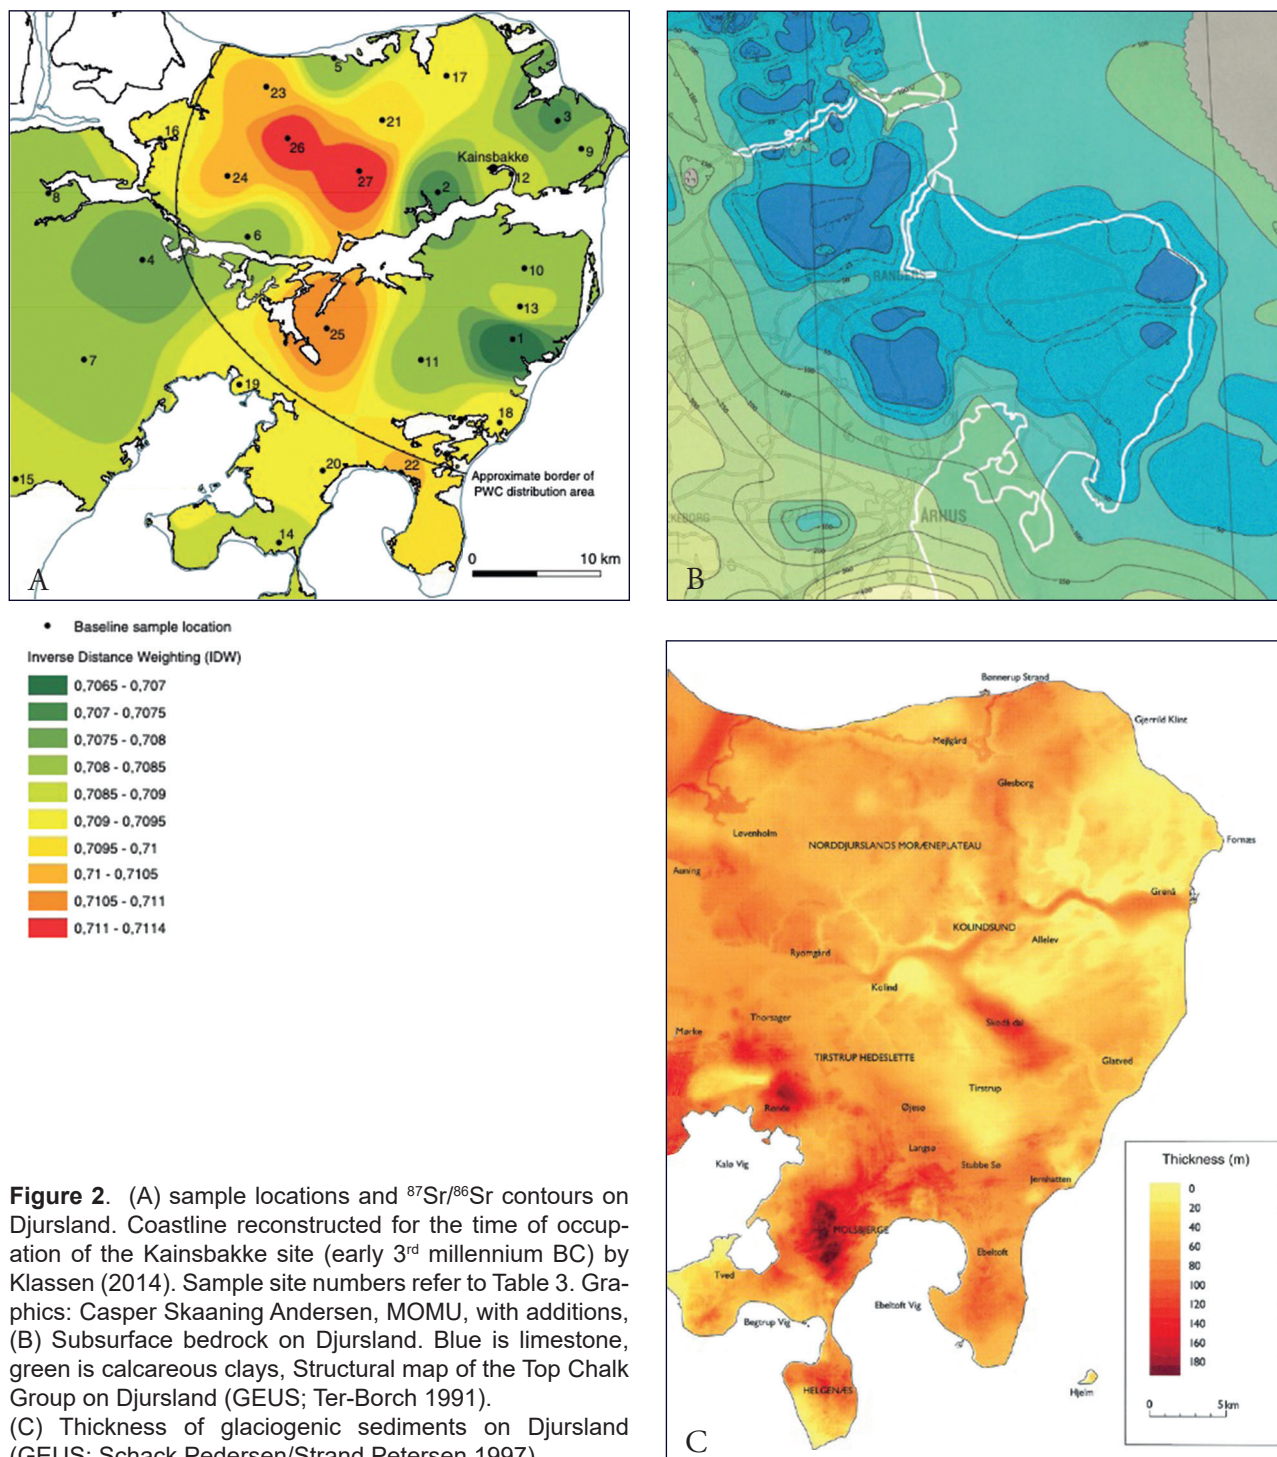 5
17
23
3
21
16
26
9
Kainsbakke
24
27
12
2
8
6
4
10
13
25
1
11
7
19
18
20
22
15
Approximate border of
PWC distribution area
14
0 10 km
A
RANDERS
ÅRHUS
B
Baseline sample location
Inverse Distance Weighting (IDW)
0,7065 - 0,707
0,707 - 0,7075
0,7075 - 0,708
0,708 - 0,7085
0,7085 - 0,709
0,709 - 0,7095
0,7095 - 0,71
0,71 - 0,7105
0,7105 - 0,711
0,711 - 0,7114
Bønnerup Strand
Gjerrild Klint
Mejlgård
Glesborg
Løvenholm
Fornæs
NORDDJURSLANDS MORÆNEPLATEAU
Auning
Grenå
KOLINDSUND
Allelev
Ryomgård
Kolind
Thorsager
Skodå dal
Mørke
TIRSTRUP HEDESLETTE
Glatved
Tirstrup
Rønde
Øjesø
Langsø
Kalø Vig
Stubbe Sø
Jernhatten
MOLSBJERGE
Ebeltoft
Tved
Ebeltoft Vig
Begtrup Vig
HELGENÆS
Hjelm
Thickness (m)
0
20
40
60
80
100
120
140
160
180
0 5 km
C
Figure 2. (A) sample locations and ⁸⁷Sr/⁸⁶Sr contours on
Djursland. Coastline reconstructed for the time of occup-
ation of the Kainsbakke site (early 3rd millennium BC) by
Klassen (2014). Sample site numbers refer to Table 3. Gra-
phics: Casper Skaaning Andersen, MOMU, with additions,
(B) Subsurface bedrock on Djursland. Blue is limestone,
green is calcareous clays, Structural map of the Top Chalk
Group on Djursland (GEUS; Ter-Borch 1991).
(C) Thickness of glaciogenic sediments on Djursland
(GEUS; Schack Pedersen/Strand Petersen 1997)